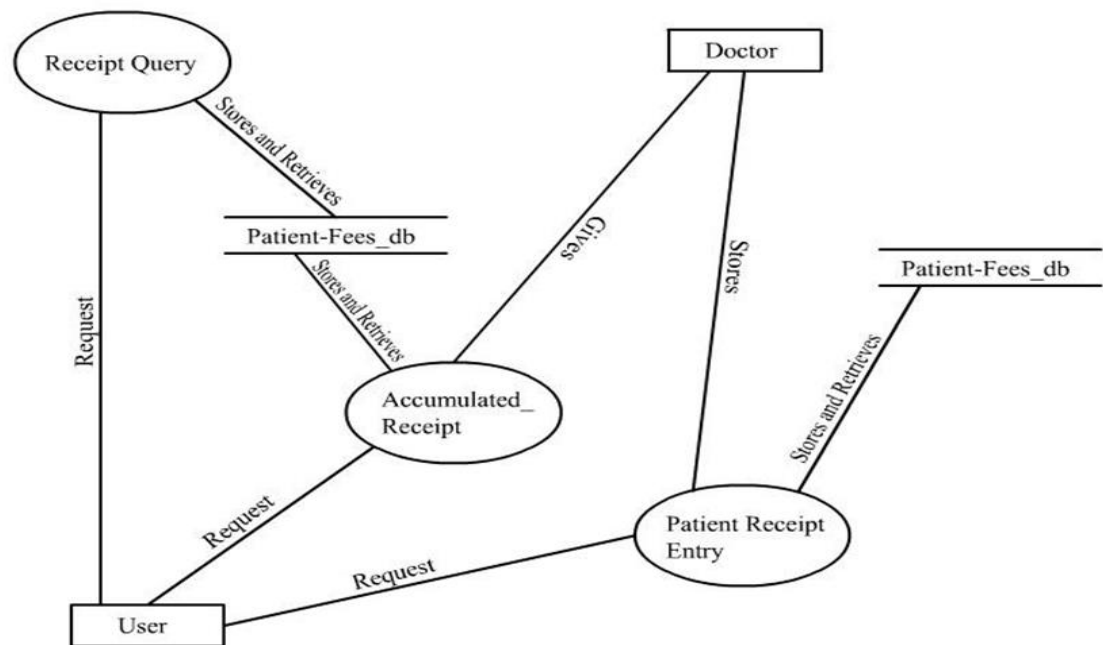 Receipt Query
Doctor
Stores and Retrieves
Patient-Fees_db
Gives
Stores
Patient-Fees_db
Stores and Retrieves
Request
Stores and Retrieves
Accumulated_
Receipt
Request
Patient Receipt
Entry
Request
User